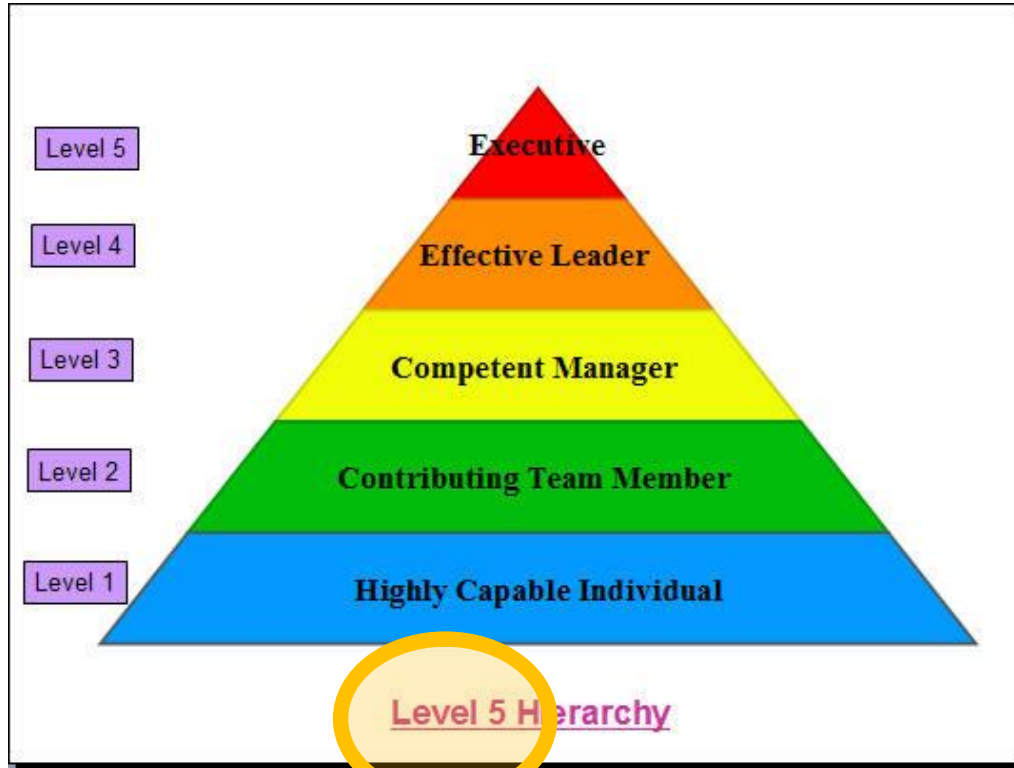 Level 5
Executive
Level 4
Effective Leader
Level 3
Competent Manager
Level 2
Contributing Team Member
Level 1
Highly Capable Individual
Level 5 Hierarchy